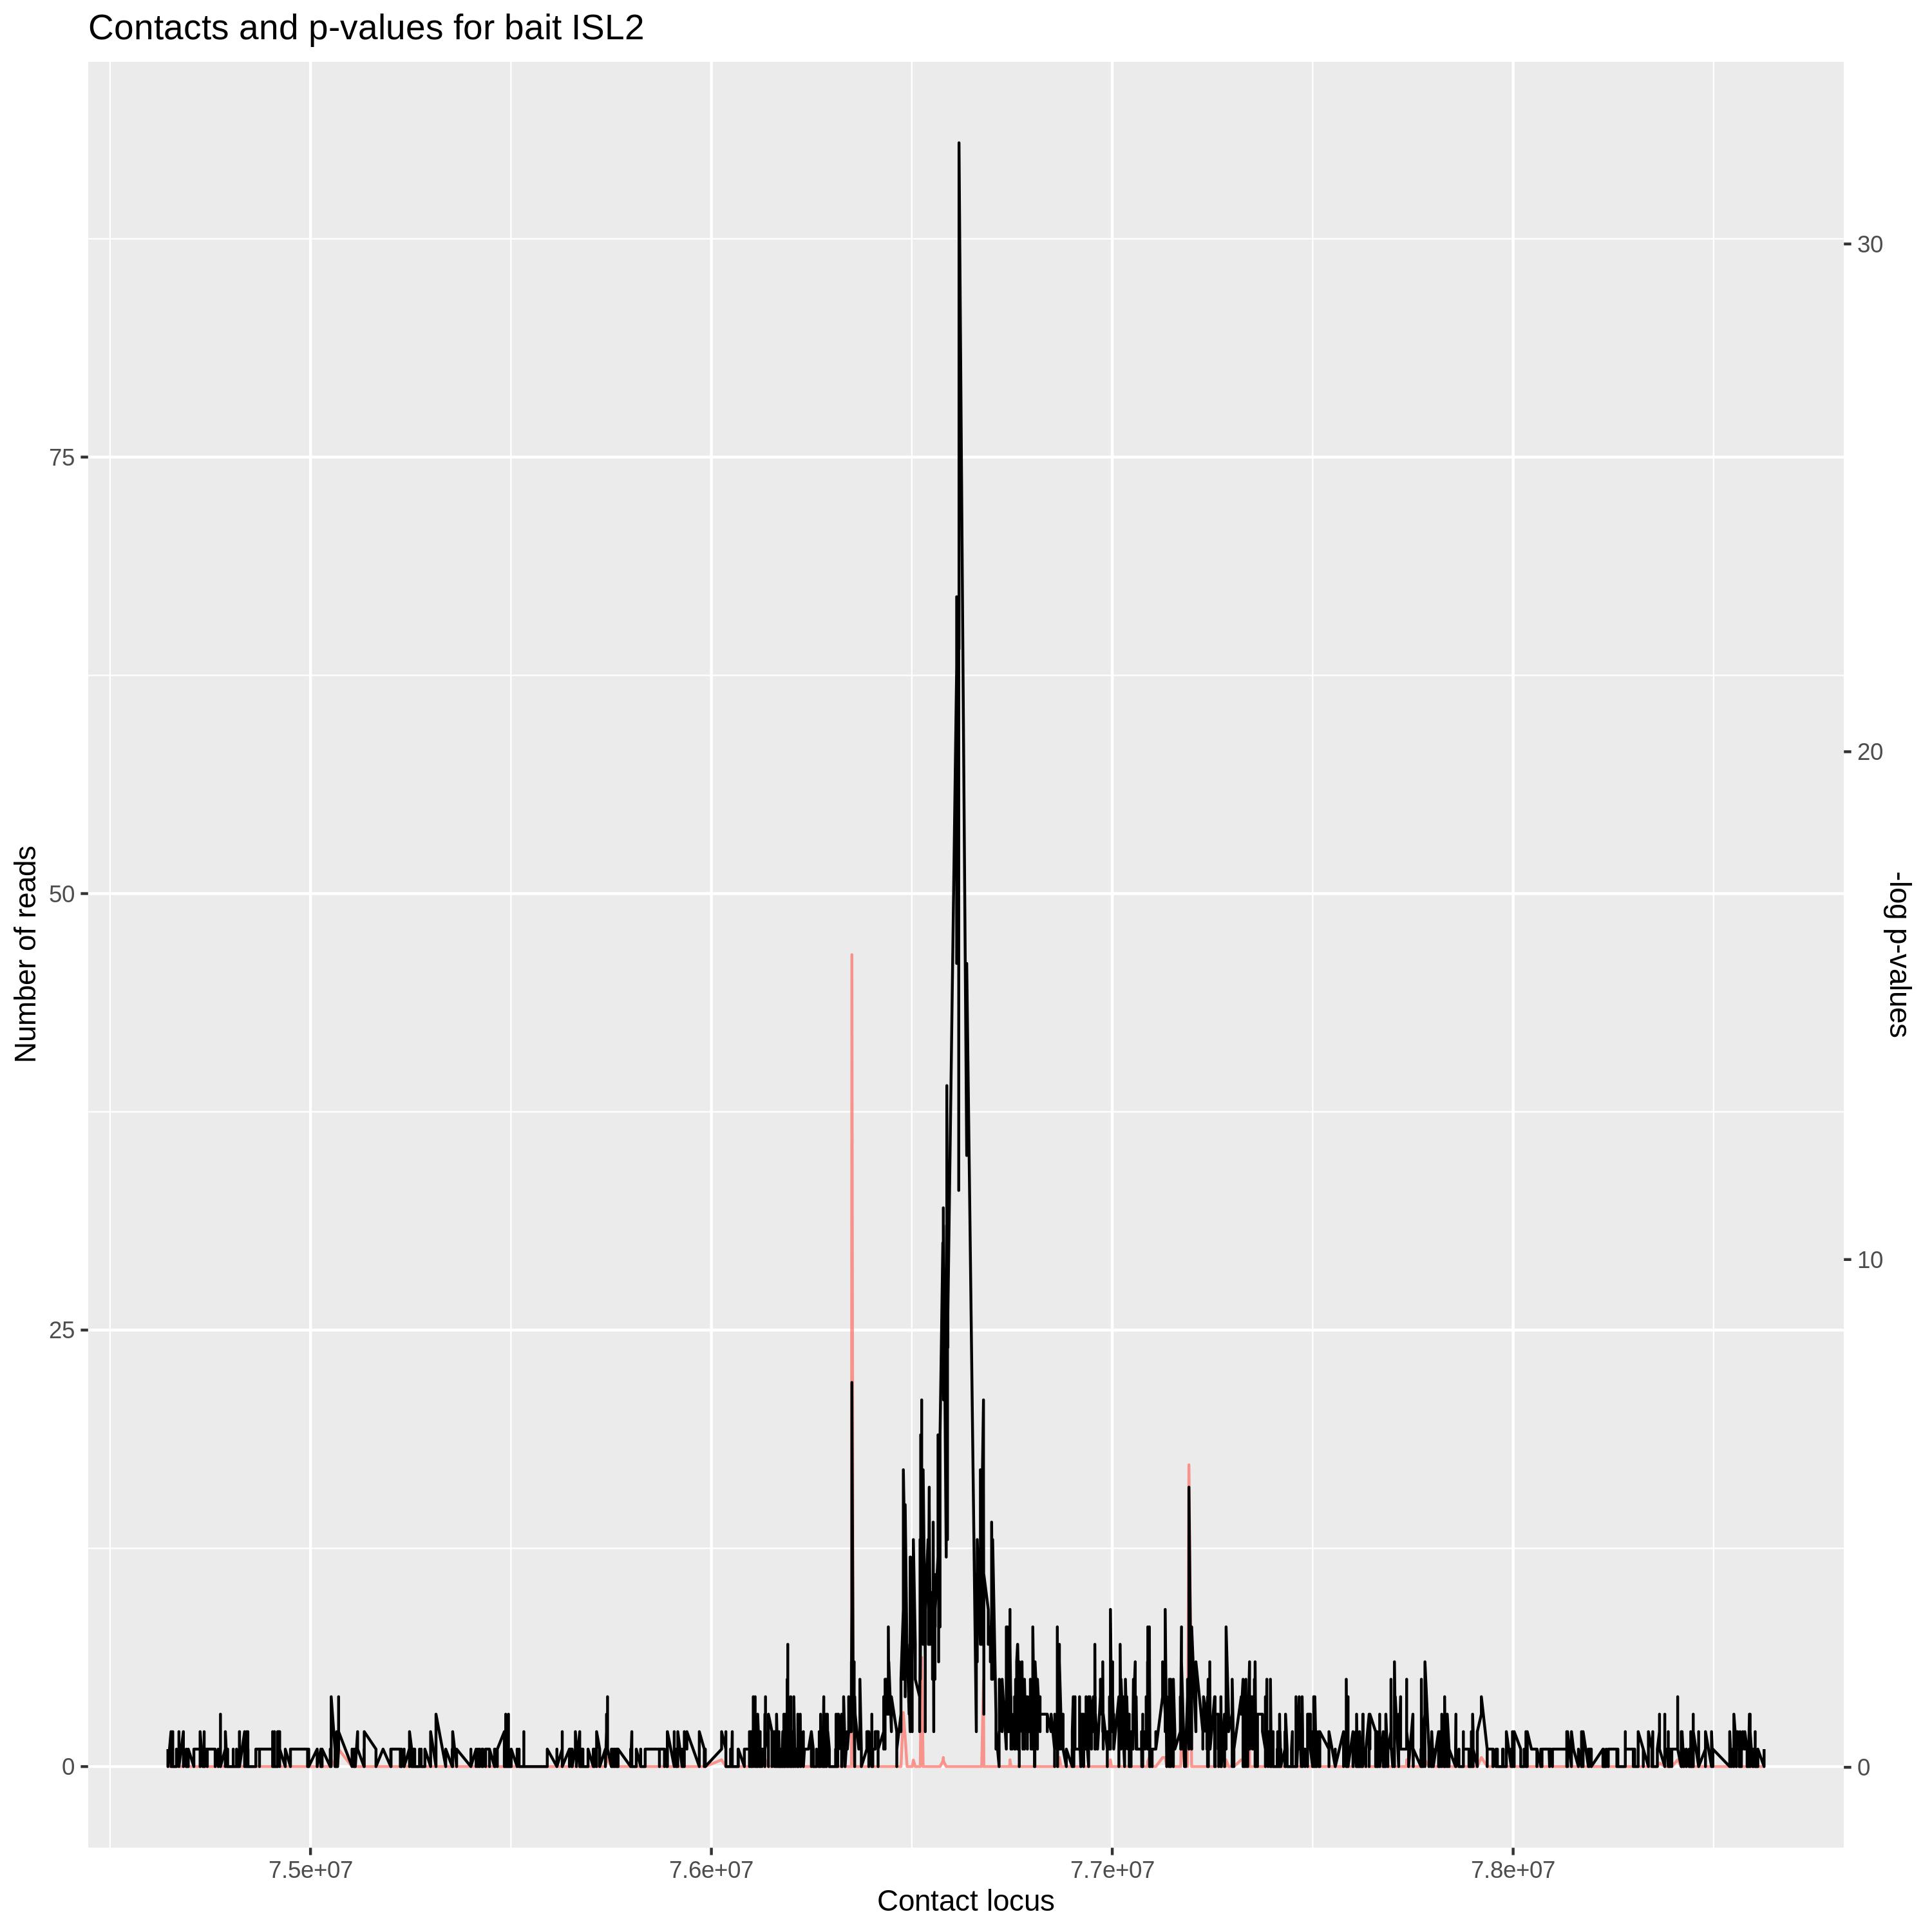 Contacts and p-values for bait ISL2
Number of reads
75
50
25
0
30
20
10
0
-log p-values
7.5e+07 7.6e+07 7.7e+07 7.8e+07
Contact locus